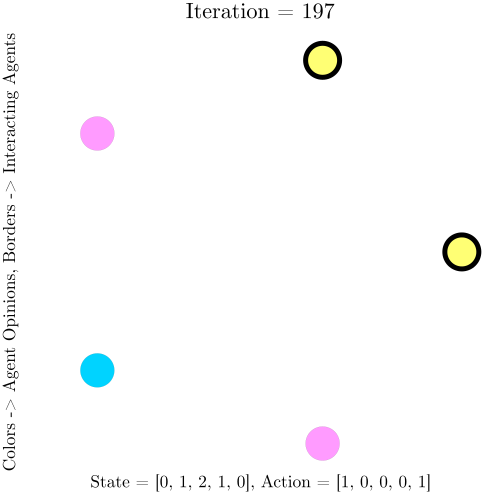 Iteration = 197
Colors -> Agent Opinions, Borders -> Interacting Agents
State = [0, 1, 2, 1, 0], Action = [1, 0, 0, 0, 1]